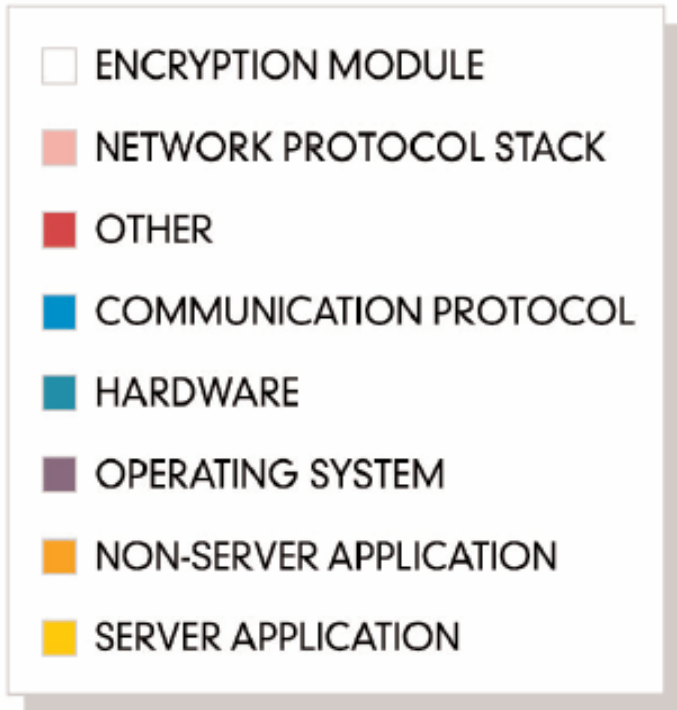 ENCRYPTION MODULE
NETWORK PROTOCOL STACK
OTHER
COMMUNICATION PROTOCOL
HARDWARE
OPERATING SYSTEM
NON-SERVER APPLICATION
SERVER APPLICATION